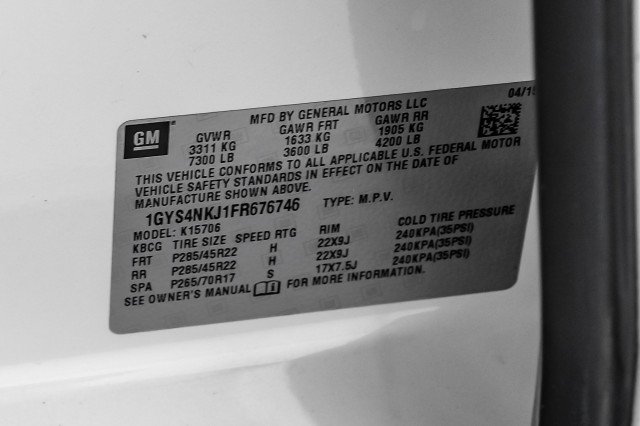 MFD BY GENERAL MOTORS LLC 04/15
GM GVWR GAWR FRT GAWR RR
3311 KG 1633 KG 1905 KG
7300 LB 3600 LB 4200 LB
THIS VEHICLE CONFORMS TO ALL APPLICABLE U.S. FEDERAL MOTOR
VEHICLE SAFETY STANDARDS IN EFFECT ON THE DATE OF
MANUFACTURE SHOWN ABOVE.
1GYS4NKJ1FR676746 TYPE: M.P.V.
MODEL: K15706
KBCG TIRE SIZE SPEED RTG RIM COLD TIRE PRESSURE
FRT P285/45R22 H 22X9J 240KPA(35PSI)
RR P285/45R22 H 22X9J 240KPA(35PSI)
SPA P265/70R17 S 17X7.5J 240KPA(35PSI)
SEE OWNER'S MANUAL FOR MORE INFORMATION.